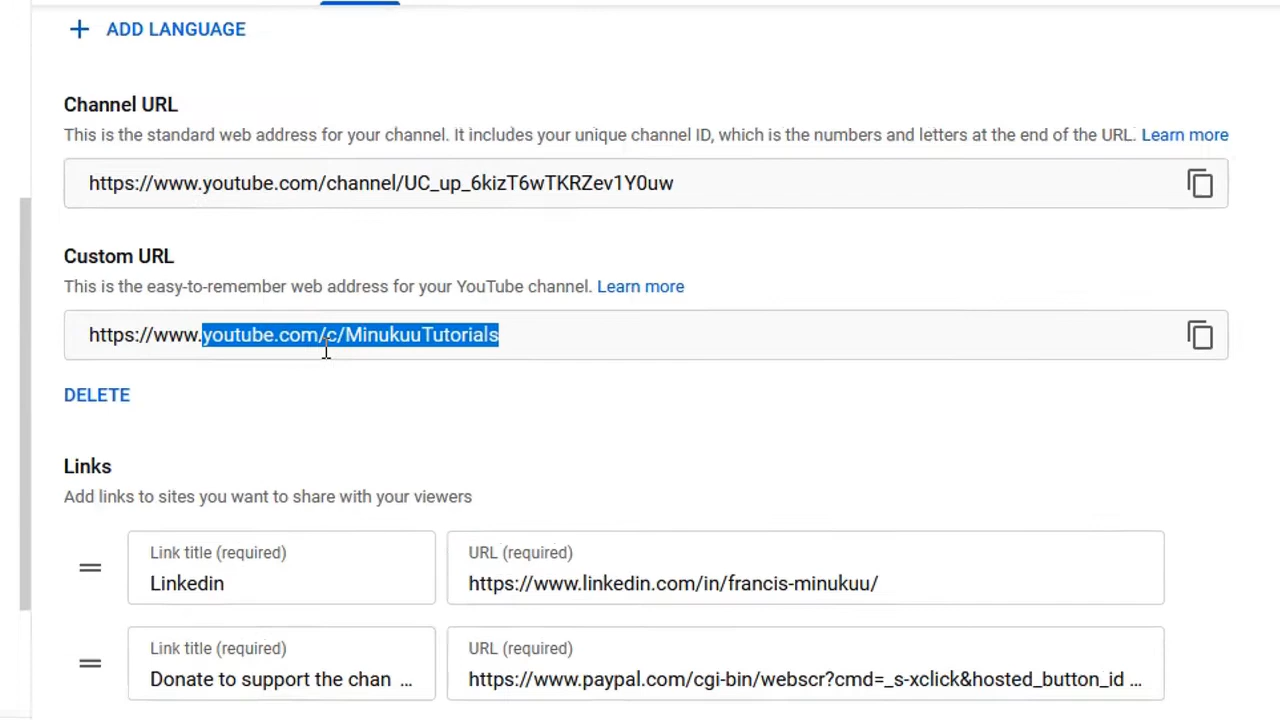 ADD LANGUAGE
Channel URL
This is the standard web address for your channel. It includes your unique channel ID, which is the numbers and letters at the end of the URL. Learn more
https://www.youtube.com/channel/UC_up_6kizT6wTKRZev1Y0uw
Custom URL
This is the easy-to-remember web address for your YouTube channel. Learn more
https://www.youtube.com/c/MinukuuTutorials
DELETE
Links
Add links to sites you want to share with your viewers
Link title (required)
Linkedin
URL (required)
https://www.linkedin.com/in/francis-minukuu/
Link title (required)
Donate to support the chan ...
URL (required)
https://www.paypal.com/cgi-bin/webscr?cmd=_s-xclick&hosted_button_id ...